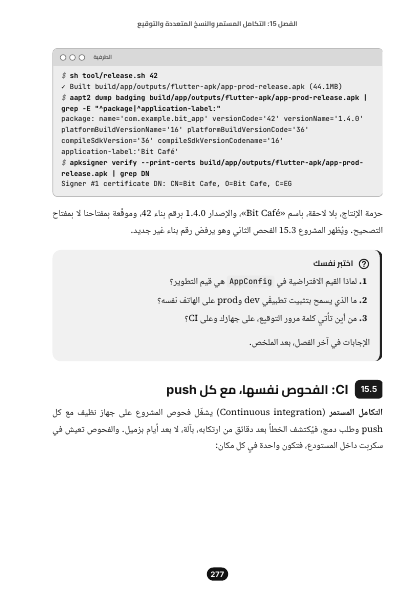 الفصل 15: التكامل المستمر والنسخ المتعددة والتوقيع
الطرفية
$ sh tool/release.sh 42
✓ Built build/app/outputs/flutter-apk/app-prod-release.apk (44.1MB)
$ aapt2 dump badging build/app/outputs/flutter-apk/app-prod-release.apk |
grep -E "^package|^application-label:"
package: name='com.example.bit_app' versionCode='42' versionName='1.4.0'
platformBuildVersionName='16' platformBuildVersionCode='36'
compileSdkVersion='36' compileSdkVersionCodename='16'
application-label:'Bit Café'
$ apksigner verify --print-certs build/app/outputs/flutter-apk/app-prod-
release.apk | grep DN
Signer #1 certificate DN: CN=Bit Cafe, O=Bit Cafe, C=EG
حزمة الإنتاج، بلا لاحقة، باسم «Bit Café»، والإصدار 1.4.0 برقم بناء 42، وموقَّعة بمفتاحنا لا بمفتاح
التصحيح. ويُظهر المشروع 15.3 الفحص الثاني وهو يرفض رقم بناء غير جديد.
اختبر نفسك
1. لماذا القيم الافتراضية في AppConfig هي قيم التطوير؟
2. ما الذي يسمح بتثبيت تطبيقَي dev وprod على الهاتف نفسه؟
3. من أين تأتي كلمة مرور التوقيع، على جهازك وعلى CI؟
الإجابات في آخر الفصل، بعد الملخص.
15.5 CI: الفحوص نفسها، مع كل push
التكامل المستمر (Continuous integration) يشغّل فحوص المشروع على جهاز نظيف مع كل
push وطلب دمج، فيُكتشف الخطأ بعد دقائق من ارتكابه، بآلة، لا بعد أيام بزميل. والفحوص تعيش في
سكربت داخل المستودع، فتكون واحدة في كل مكان:
277